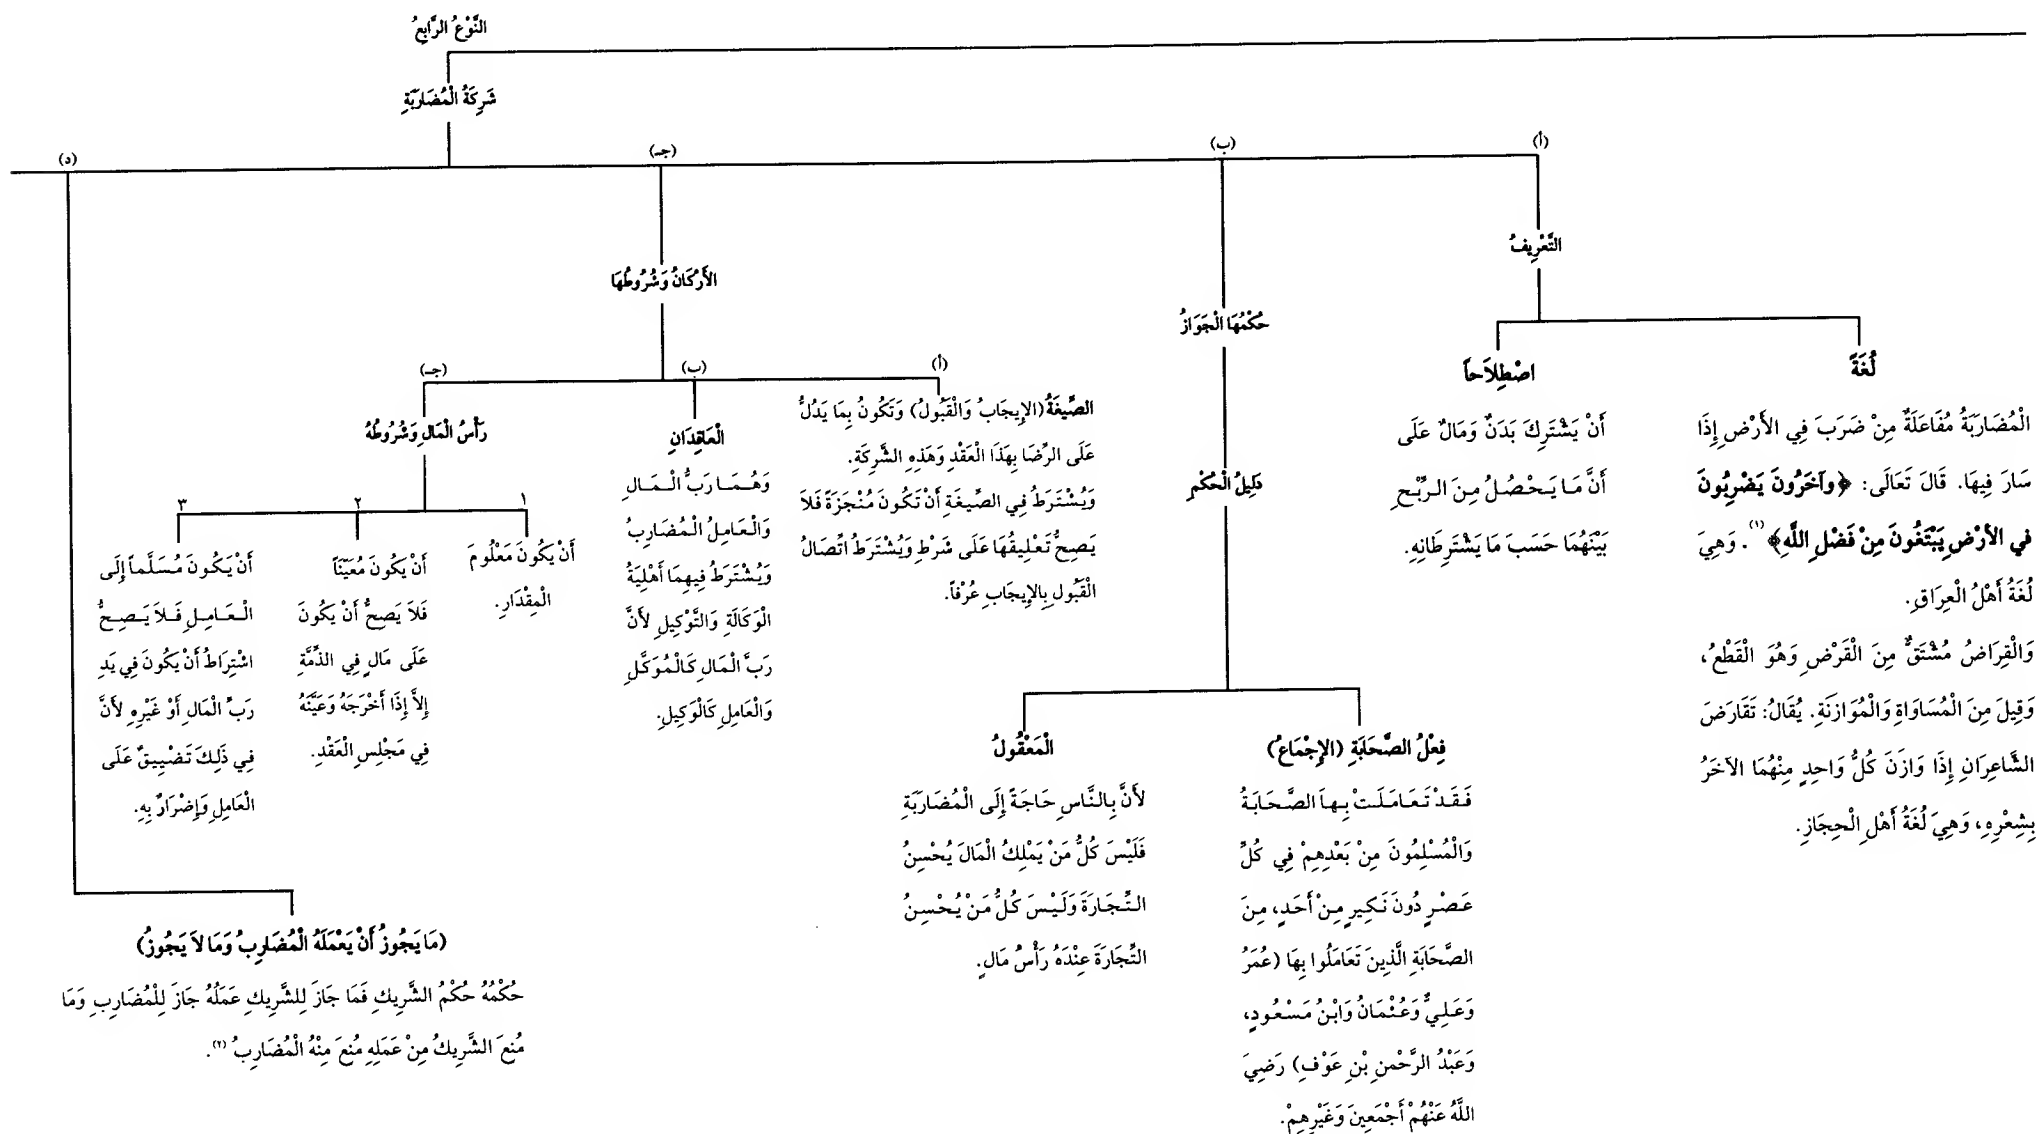 النَّوْعُ الرَّابِعُ
شَرِكَةُ الْمُضَارَبَةِ
(أ)
التَّعْرِيفُ
لُغَةً
الْمُضَارَبَةُ مُفَاعَلَةٌ مِنْ ضَرَبَ فِي الأَرْضِ إِذَا
سَارَ فِيهَا. قَالَ تَعَالَى: ﴿وآخَرُونَ يَضْرِبُونَ
في الأرْضِ يَبْتَغُونَ مِنْ فَضْلِ اللَّهِ﴾ (١). وَهِيَ
لُغَةُ أَهْلُ الْعِرَاقِ.
وَالْقِرَاضُ مُشْتَقٌّ مِنَ الْقَرْضِ وَهُوَ الْقَطْعُ،
وَقِيلَ مِنَ الْمُسَاوَاةِ وَالْمُوَازَنَةِ. يُقَالُ: تَقَارَضَ
الشَّاعِرَانِ إِذَا وَازَنَ كُلُّ وَاحِدٍ مِنْهُمَا الآخَرُ
بِشِعْرِهِ، وَهِيَ لُغَةُ أَهْلِ الْحِجَازِ.
اصْطِلاَحاً
أَنْ يَشْتَرِكَ بَدَنٌ وَمَالٌ عَلَى
أَنَّ مَا يَحْصُلُ مِنَ الرِّبْحِ
بَيْنَهُمَا حَسَبَ مَا يَشْتَرِطَانِهِ.
(ب)
حُكْمُهَا الْجَوَازُ
دَلِيلُ الْحُكْمِ
فِعْلُ الصَّحَابَةِ (الإِجْمَاعُ)
فَقَدْ تَعَامَلَتْ بِهاَ الصَّحَابَةُ
وَالْمُسْلِمُونَ مِنْ بَعْدِهِمْ فِي كُلِّ
عَصْرٍ دُونَ نَكِيرٍ مِنْ أَحَدٍ، مِنَ
الصَّحَابَةِ الَّذِينَ تَعَامَلُوا بِهَا (عُمَرُ
وَعَلِيٌّ وَعُثْمَانُ وَابْنُ مَسْعُودٍ،
وَعَبْدُ الرَّحْمنِ بْنِ عَوْفٍ) رَضِيَ
اللَّهُ عَنْهُمْ أَجْمَعِينَ وَغَيْرِهِمْ.
الْمَعْقُولُ
لأَنَّ بِالنَّاسِ حَاجَةً إِلَى الْمُضَارَبَةِ
فَلَيْسَ كُلُّ مَنْ يَمْلِكُ الْمَالَ يُحْسِنُ
التِّجَارَةَ وَلَيْسَ كُلُّ مَنْ يُحْسِنُ
التِّجَارَةَ عِنْدَهُ رَأْسُ مَالٍ.
(جـ)
الأَرْكَانُ وَشُرُوطُهَا
(أ)
الصِّيغَةُ (الإِيجَابُ وَالْقَبُولُ) وَتَكُونُ بِمَا يَدُلُّ
عَلَى الرِّضَا بِهَذَا الْعَقْدِ وَهَذِهِ الشَّرِكَةِ.
وَيُشْتَرَطُ فِي الصِّيغَةِ أَنْ تَكُونَ مُنْجَزَةً فَلاَ
يَصِحُّ تَعْلِيقُهَا عَلَى شَرْطٍ وَيُشْتَرَطُ اتِّصَالُ
الْقَبُولِ بِالإِيجَابِ عُرْفاً.
(ب)
الْعَاقِدَانِ
وَهُمَا رَبُّ الْمَالِ
وَالْعَامِلُ الْمُضَارِبُ
وَيُشْتَرَطُ فِيهِمَا أَهْلِيَةُ
الْوَكَالَةِ وَالتَّوْكِيلِ لأَنَّ
رَبَّ الْمَالِ كَالْمُوَكِّلِ
وَالْعَامِلِ كَالْوَكِيلِ.
(جـ)
رَأْسُ الْمَالِ وَشُرُوطُهُ
١
أَنْ يَكُونَ مَعْلُومَ
الْمِقْدَارِ.
٢
أَنْ يَكُونَ مُعَيَّناً
فَلاَ يَصِحُّ أَنْ يَكُونَ
عَلَى مَالٍ فِي الذِّمَّةِ
إِلاَّ إِذَا أَخْرَجَهُ وَعَيَّنَهُ
فِي مَجْلِسِ الْعَقْدِ.
٣
أَنْ يَكُونَ مُسَلَّماً إِلَى
الْعَامِلِ فَلاَ يَصِحُّ
اشْتِرَاطُ أَنْ يَكُونَ فِي يَدِ
رَبِّ الْمَالِ أَوْ غَيْرِهِ لأَنَّ
فِي ذَلِكَ تَضْيِيقٌ عَلَى
الْعَامِلِ وَإِضْرَارٌ بِهِ.
(د)
(مَا يَجُوزُ أَنْ يَعْمَلَهُ الْمُضَارِبُ وَمَا لاَ يَجُوزُ)
حُكْمُهُ حُكْمُ الشَّرِيكِ فَمَا جَازَ لِلشَّرِيكِ عَمَلُهُ جَازَ لِلْمُضَارِبِ وَمَا
مُنِعَ الشَّرِيكُ مِنْ عَمَلِهِ مُنِعَ مِنْهُ الْمُضَارِبُ (٢).